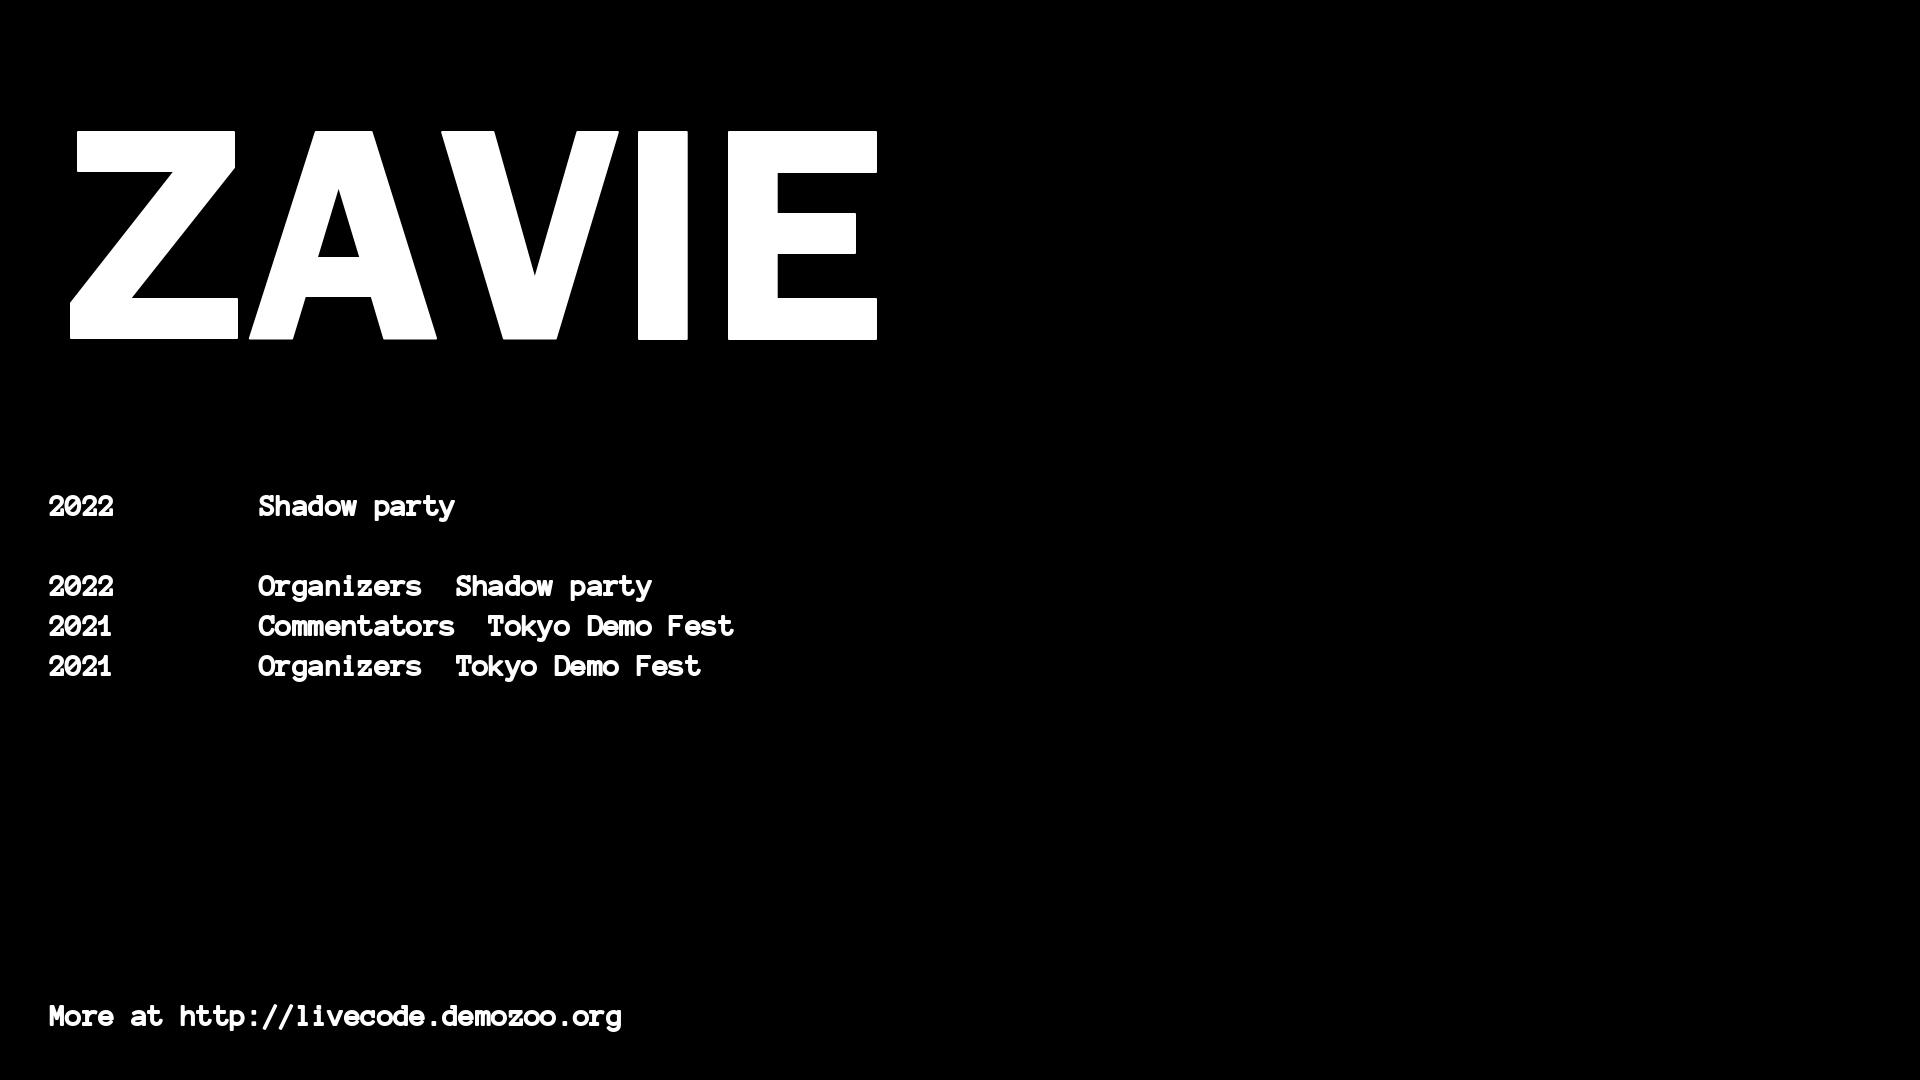 ZAVIE
2022 Shadow party
2022 Organizers Shadow party
2021 Commentators Tokyo Demo Fest
2021 Organizers Tokyo Demo Fest
More at http://livecode.demozoo.org